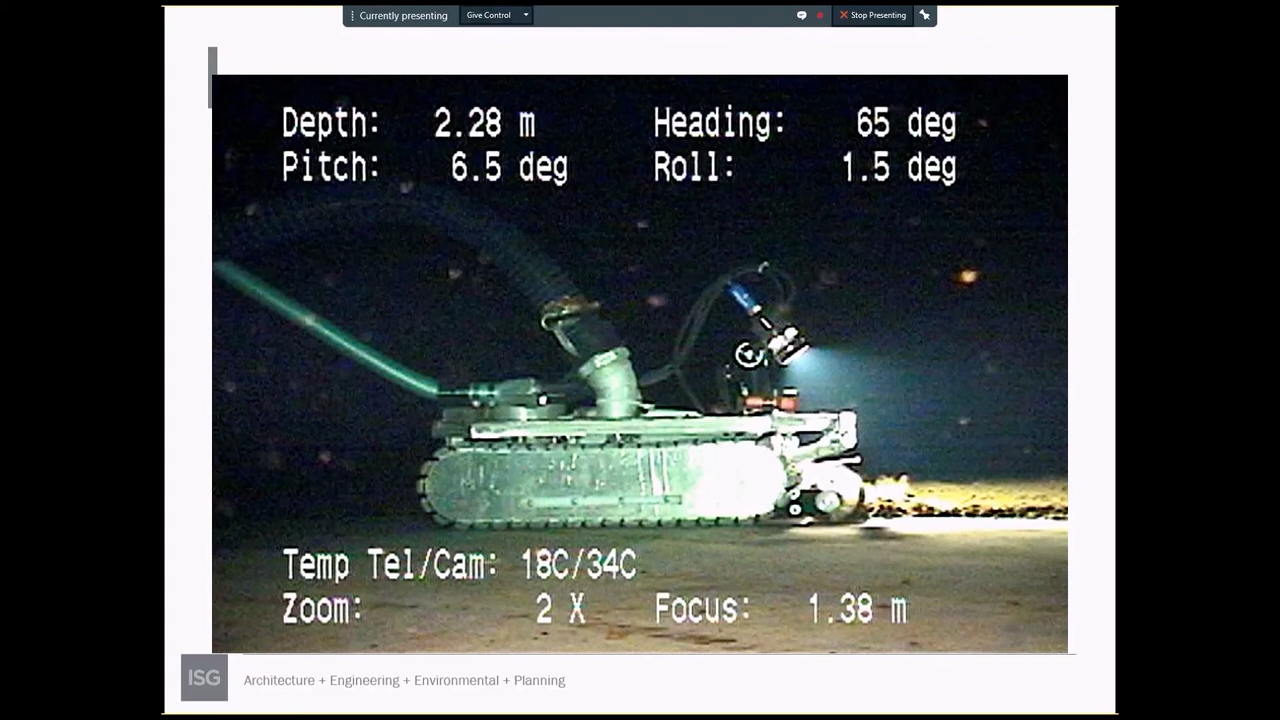 Currently presenting Give Control Stop Presenting
Depth: 2.28 m Heading: 65 deg
Pitch: 6.5 deg Roll: 1.5 deg
Temp Tel/Cam: 18C/34C
Zoom: 2 X Focus: 1.38 m
ISG Architecture + Engineering + Environmental + Planning